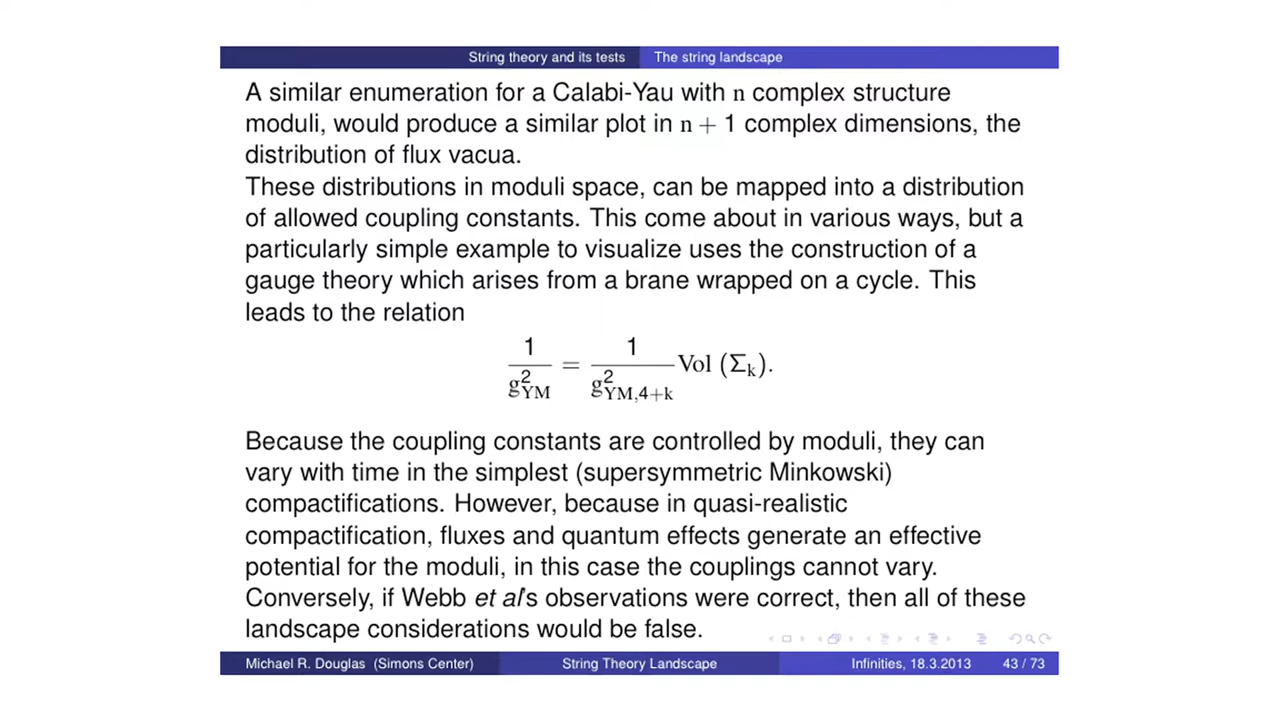 String theory and its tests The string landscape
A similar enumeration for a Calabi-Yau with n complex structure
moduli, would produce a similar plot in n + 1 complex dimensions, the
distribution of flux vacua.
These distributions in moduli space, can be mapped into a distribution
of allowed coupling constants. This come about in various ways, but a
particularly simple example to visualize uses the construction of a
gauge theory which arises from a brane wrapped on a cycle. This
leads to the relation
1/g²_YM = 1/g²_YM,4+k Vol (Σ_k).
Because the coupling constants are controlled by moduli, they can
vary with time in the simplest (supersymmetric Minkowski)
compactifications. However, because in quasi-realistic
compactification, fluxes and quantum effects generate an effective
potential for the moduli, in this case the couplings cannot vary.
Conversely, if Webb et al's observations were correct, then all of these
landscape considerations would be false.
Michael R. Douglas (Simons Center) String Theory Landscape Infinities, 18.3.2013 43 / 73